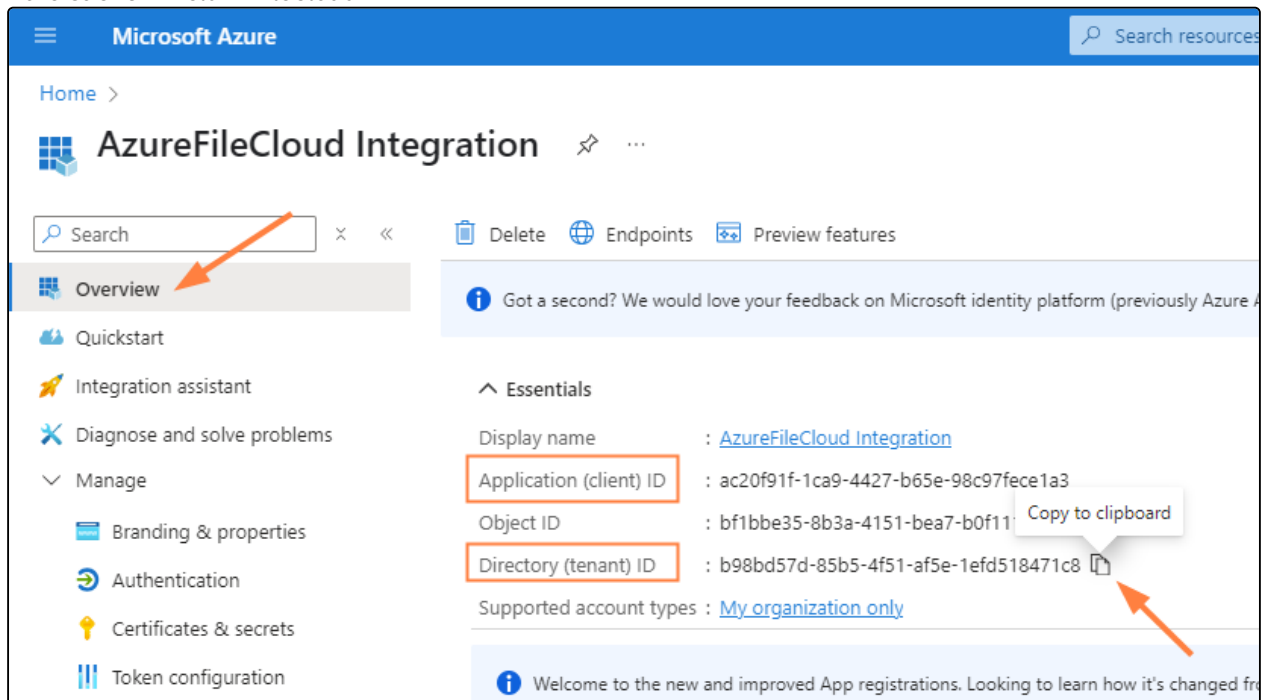 Microsoft Azure
Search resources
Home >
AzureFileCloud Integration ...
Search
Delete Endpoints Preview features
Overview
Got a second? We would love your feedback on Microsoft identity platform (previously Azure
Quickstart
Integration assistant
Essentials
Diagnose and solve problems
Display name : AzureFileCloud Integration
Manage
Application (client) ID : ac20f91f-1ca9-4427-b65e-98c97fece1a3
Copy to clipboard
Object ID : bf1bbe35-8b3a-4151-bea7-b0f11
Branding & properties
Directory (tenant) ID : b98bd57d-85b5-4f51-af5e-1efd518471c8
Authentication
Supported account types : My organization only
Certificates & secrets
Token configuration
Welcome to the new and improved App registrations. Looking to learn how it's changed